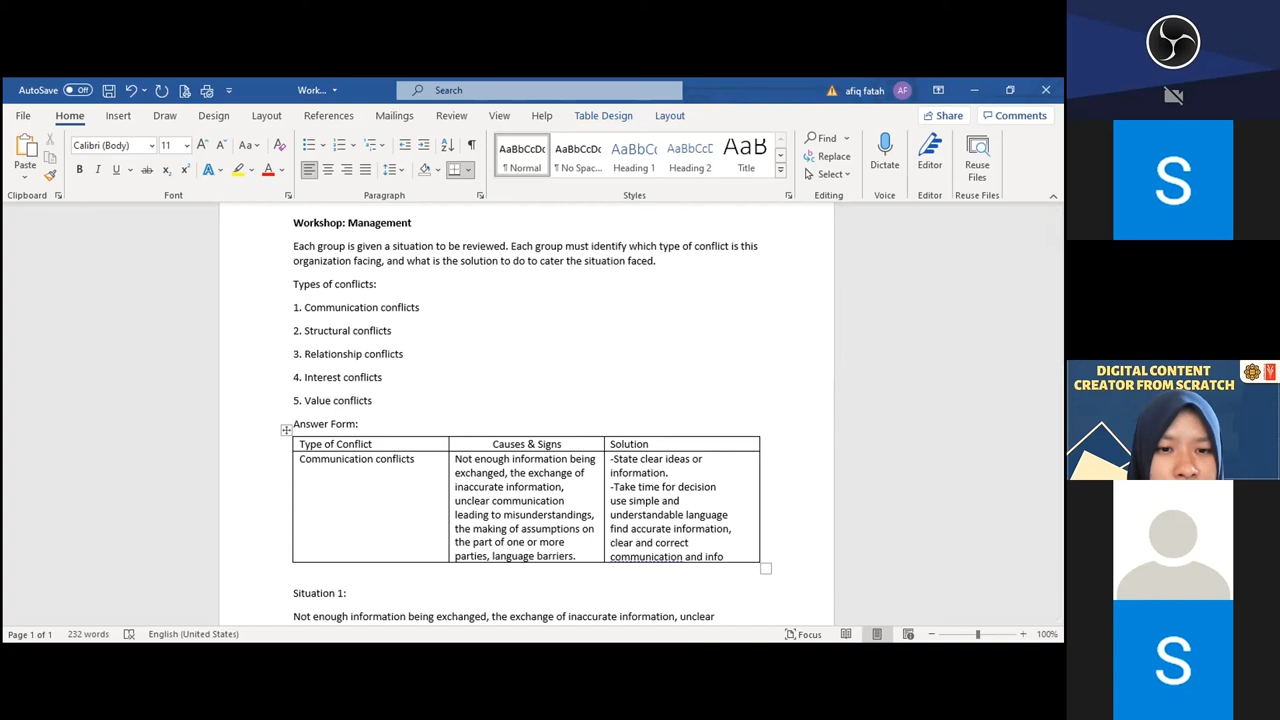 AutoSave Off Work... Search afiq fatah AF
File Home Insert Draw Design Layout References Mailings Review View Help Table Design Layout Share Comments
Paste Calibri (Body) 11 Aa AaBbCcDc AaBbCcDc AaBbC AaBbCc AaB Find Replace Select Dictate Editor Reuse Files
¶ Normal ¶ No Spac... Heading 1 Heading 2 Title
Clipboard Font Paragraph Styles Editing Voice Editor Reuse Files
Workshop: Management
Each group is given a situation to be reviewed. Each group must identify which type of conflict is this
organization facing, and what is the solution to do to cater the situation faced.
Types of conflicts:
1. Communication conflicts
2. Structural conflicts
3. Relationship conflicts
4. Interest conflicts
5. Value conflicts
Answer Form:
Type of Conflict
Causes & Signs
Solution
Communication conflicts
Not enough information being
exchanged, the exchange of
inaccurate information,
unclear communication
leading to misunderstandings,
the making of assumptions on
the part of one or more
parties, language barriers.
-State clear ideas or
information.
-Take time for decision
use simple and
understandable language
find accurate information,
clear and correct
communication and info
Situation 1:
Not enough information being exchanged, the exchange of inaccurate information, unclear
Page 1 of 1 232 words English (United States) Focus 100%
S
DIGITAL CONTENT
CREATOR FROM SCRATCH
S